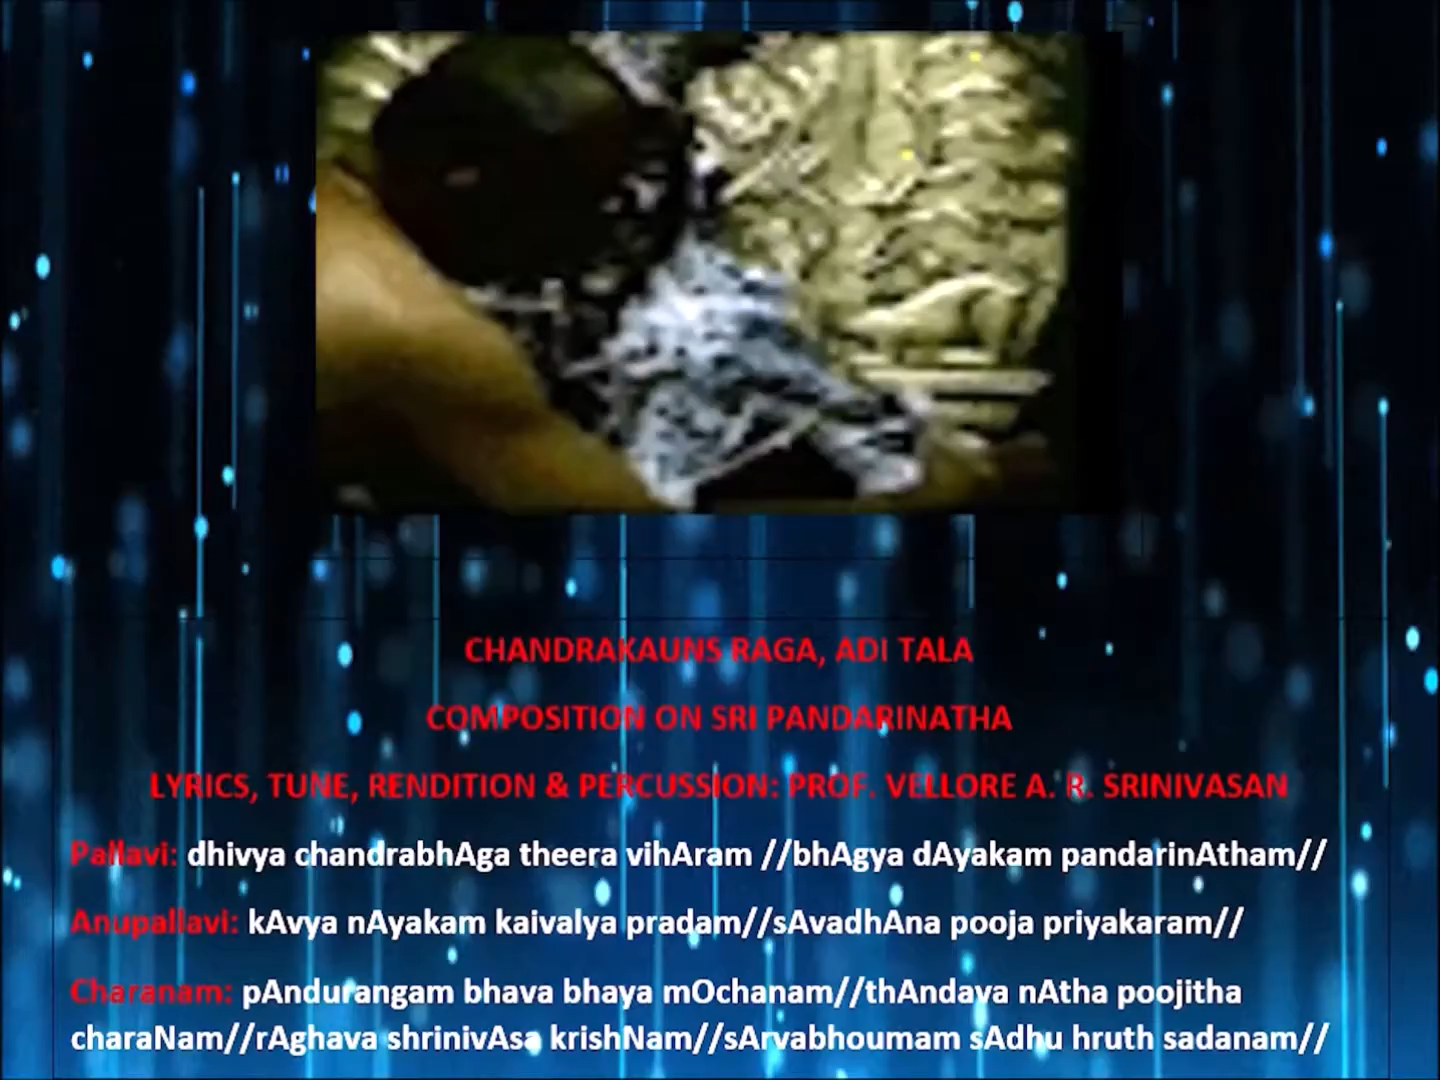 CHANDRAKAUNS RAGA, ADI TALA
COMPOSITION ON SRI PANDARINATHA
LYRICS, TUNE, RENDITION & PERCUSSION: PROF. VELLORE A. R. SRINIVASAN
Pallavi: dhivya chandrabhAga theera vihAram //bhAgya dAyakam pandarinAtham//
Anupallavi: kAvya nAyakam kaivalya pradam//sAvadhAna pooja priyakaram//
Charanam: pAndurangam bhava bhaya mOchanam//thAndava nAtha poojitha
charaNam//rAghava shrinivAsa krishNam//sArvabhoumam sAdhu hruth sadanam//